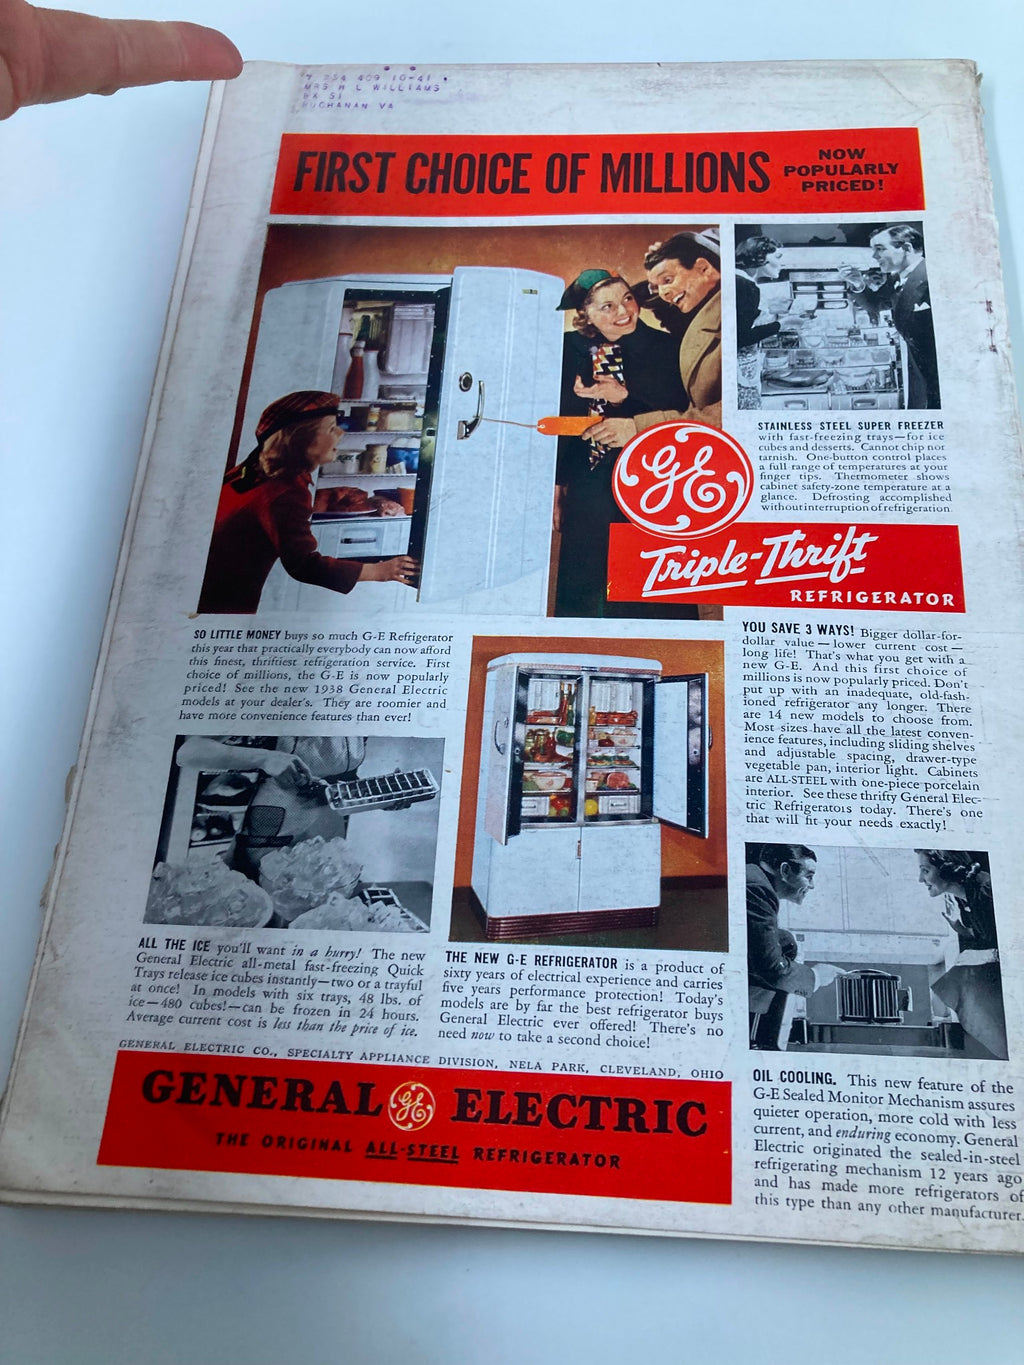 7 254 409 10-41
MRS H L WILLIAMS
BX 51
BUCHANAN VA
FIRST CHOICE OF MILLIONS
NOW
POPULARLY
PRICED!
STAINLESS STEEL SUPER FREEZER
with fast-freezing trays—for ice
cubes and desserts. Cannot chip nor
tarnish. One-button control places
a full range of temperatures at your
finger tips. Thermometer shows
cabinet safety-zone temperature at a
glance. Defrosting accomplished
without interruption of refrigeration
GE
Triple-Thrift
REFRIGERATOR
SO LITTLE MONEY buys so much G-E Refrigerator
this year that practically everybody can now afford
this finest, thriftiest refrigeration service. First
choice of millions, the G-E is now popularly
priced! See the new 1938 General Electric
models at your dealer's. They are roomier and
have more convenience features than ever!
YOU SAVE 3 WAYS! Bigger dollar-for-
dollar value—lower current cost—
long life! That's what you get with a
new G-E. And this first choice of
millions is now popularly priced. Don't
put up with an inadequate, old-fash-
ioned refrigerator any longer. There
are 14 new models to choose from.
Most sizes have all the latest conven-
ience features, including sliding shelves
and adjustable spacing, drawer-type
vegetable pan, interior light. Cabinets
are ALL-STEEL with one-piece porcelain
interior. See these thrifty General Elec-
tric Refrigerators today. There's one
that will fit your needs exactly!
ALL THE ICE you'll want in a hurry! The new
General Electric all-metal fast-freezing Quick
Trays release ice cubes instantly—two or a trayful
at once! In models with six trays, 48 lbs. of
ice—480 cubes!—can be frozen in 24 hours.
Average current cost is less than the price of ice.
THE NEW G-E REFRIGERATOR is a product of
sixty years of electrical experience and carries
five years performance protection! Today's
models are by far the best refrigerator buys
General Electric ever offered! There's no
need now to take a second choice!
OIL COOLING. This new feature of the
G-E Sealed Monitor Mechanism assures
quieter operation, more cold with less
current, and enduring economy. General
Electric originated the sealed-in-steel
refrigerating mechanism 12 years ago
and has made more refrigerators of
this type than any other manufacturer.
GENERAL ELECTRIC CO., SPECIALTY APPLIANCE DIVISION, NELA PARK, CLEVELAND, OHIO
GENERAL GE ELECTRIC
THE ORIGINAL ALL-STEEL REFRIGERATOR